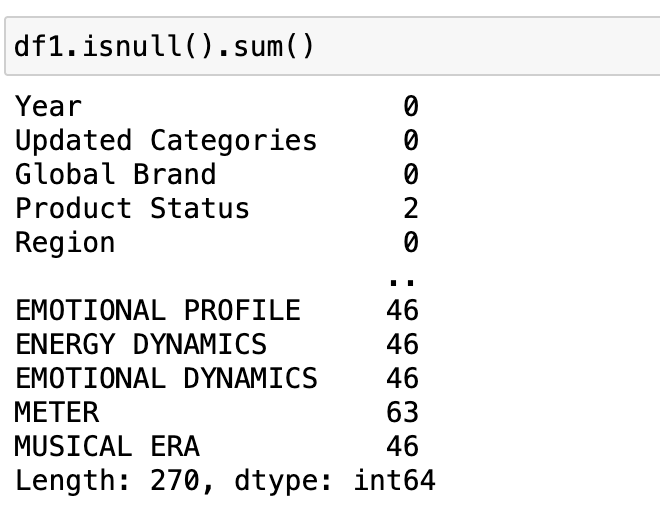 df1.isnull().sum()
Year 0
Updated Categories 0
Global Brand 0
Product Status 2
Region 0
..
EMOTIONAL PROFILE 46
ENERGY DYNAMICS 46
EMOTIONAL DYNAMICS 46
METER 63
MUSICAL ERA 46
Length: 270, dtype: int64